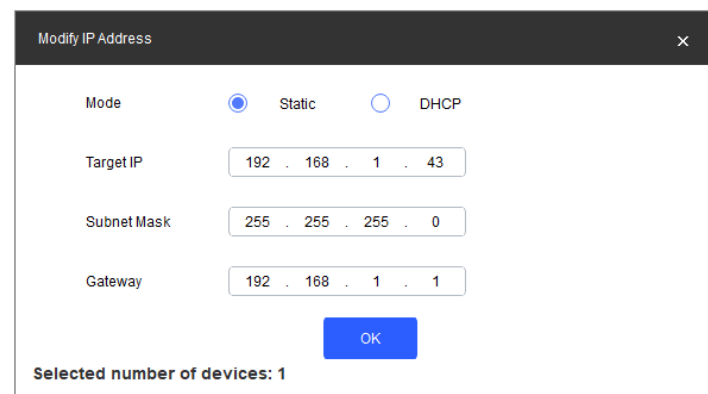 Modify IP Address ×
Mode Static DHCP
Target IP 192 . 168 . 1 . 43
Subnet Mask 255 . 255 . 255 . 0
Gateway 192 . 168 . 1 . 1
OK
Selected number of devices: 1